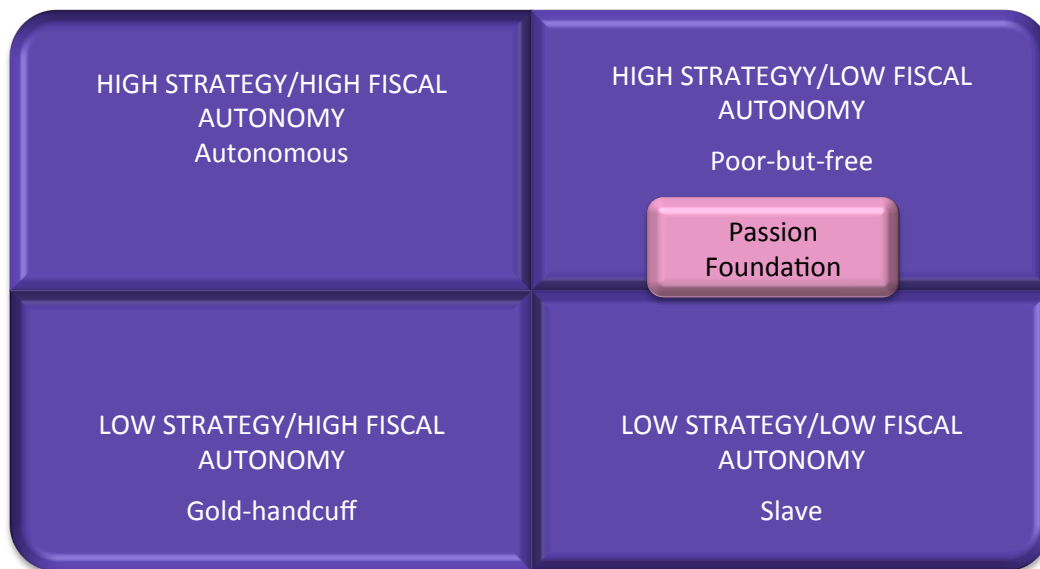 HIGH STRATEGY/HIGH FISCAL
AUTONOMY
Autonomous
HIGH STRATEGYY/LOW FISCAL
AUTONOMY
Poor-but-free
Passion
Foundation
LOW STRATEGY/HIGH FISCAL
AUTONOMY
Gold-handcuff
LOW STRATEGY/LOW FISCAL
AUTONOMY
Slave